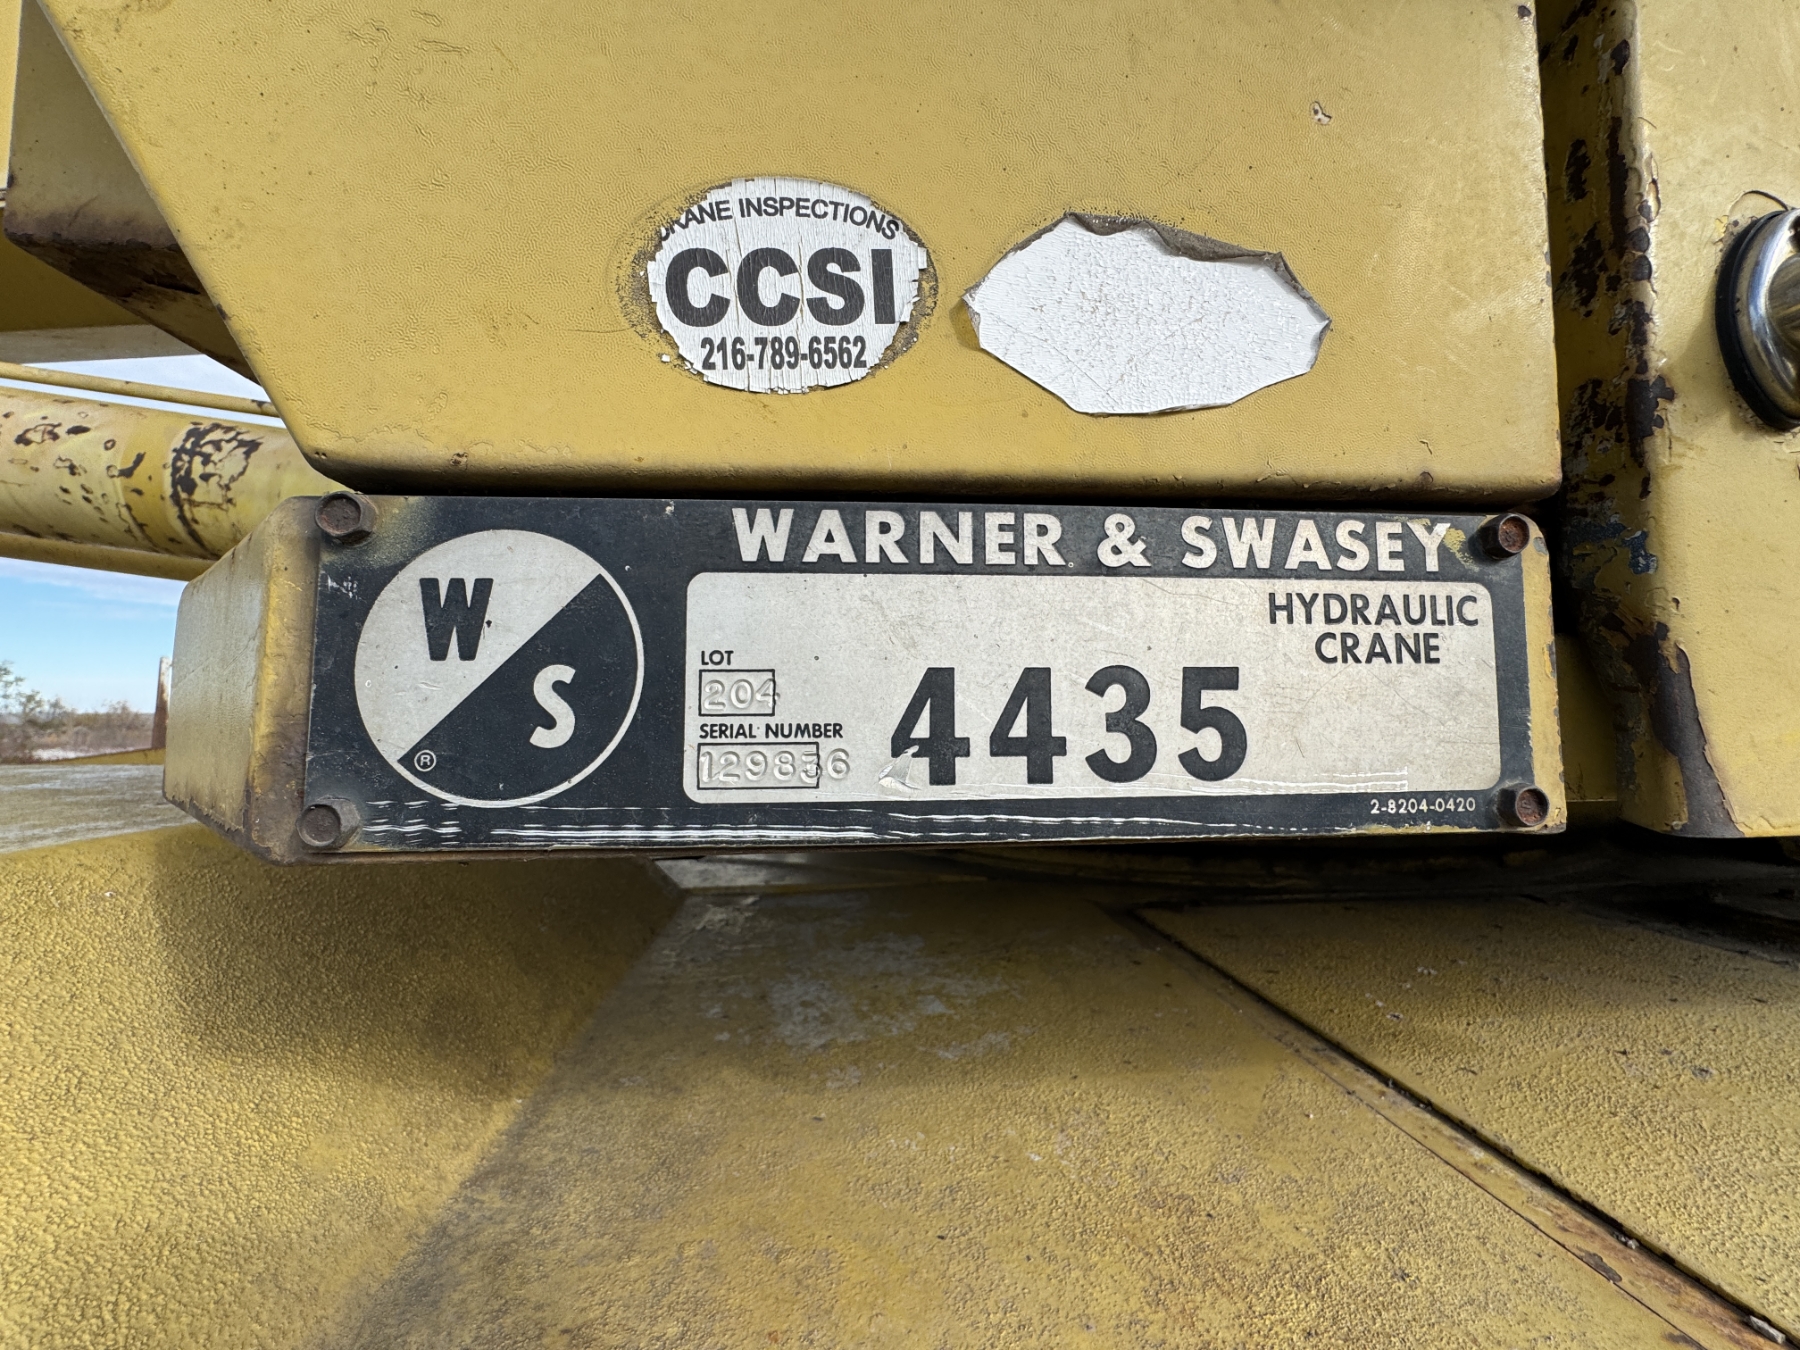 CRANE INSPECTIONS
CCSI
216-789-6562
WARNER & SWASEY
W
S
®
HYDRAULIC
CRANE
LOT
204
4435
SERIAL NUMBER
129836
2-8204-0420